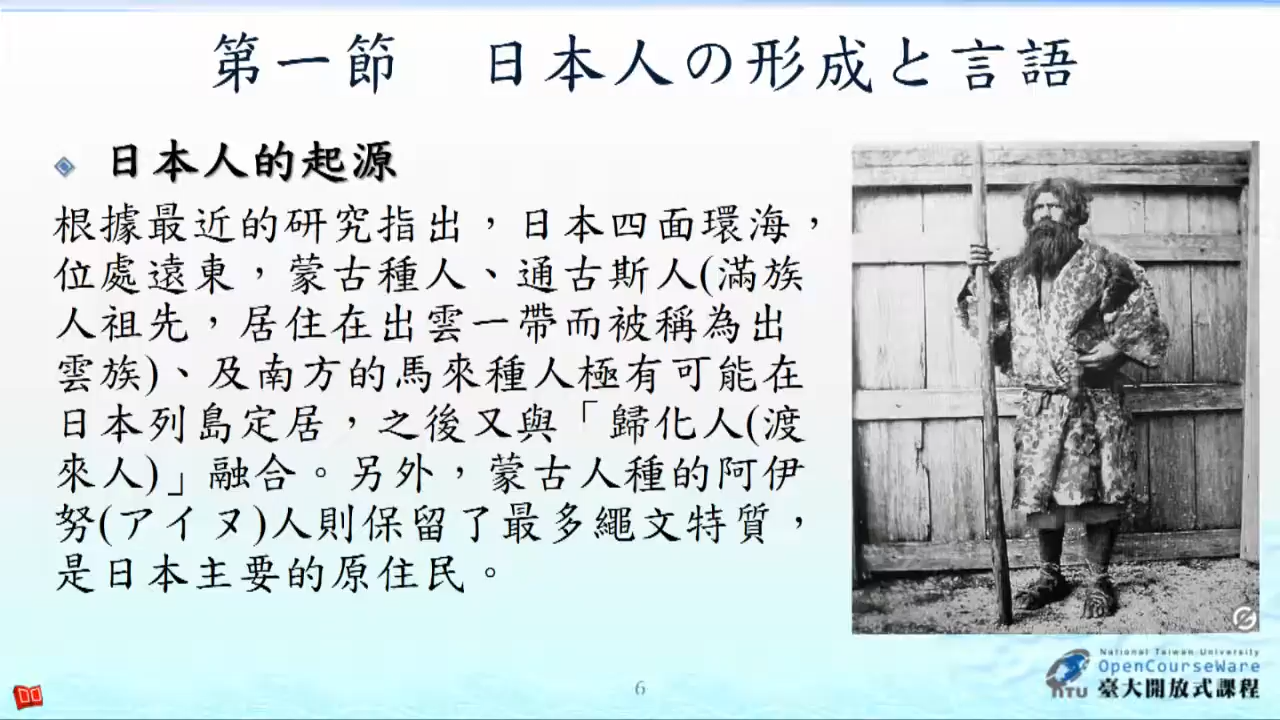 第一節　日本人の形成と言語
日本人的起源
根據最近的研究指出，日本四面環海，
位處遠東，蒙古種人、通古斯人(滿族
人祖先，居住在出雲一帶而被稱為出
雲族)、及南方的馬來種人極有可能在
日本列島定居，之後又與「歸化人(渡
來人)」融合。另外，蒙古人種的阿伊
努(アイヌ)人則保留了最多繩文特質，
是日本主要的原住民。
6
National Taiwan University
OpenCourseWare
NTU 臺大開放式課程